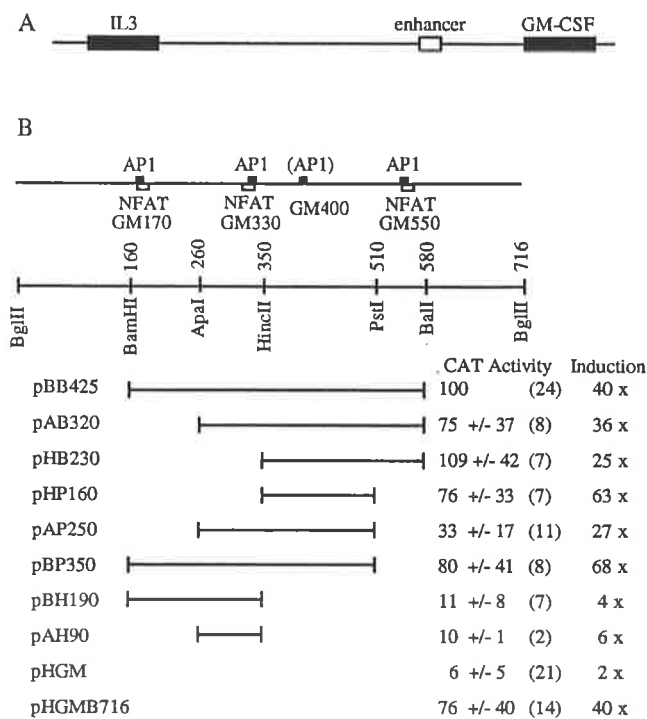 A
IL3 enhancer GM-CSF
B
AP1 AP1 (AP1) AP1
NFAT NFAT GM400 NFAT
GM170 GM330 GM550
160 260 350 510 580 716
BglII BamHI ApaI HincII PstI BalI BglII
CAT Activity Induction
pBB425 100 (24) 40 x
pAB320 75 +/- 37 (8) 36 x
pHB230 109 +/- 42 (7) 25 x
pHP160 76 +/- 33 (7) 63 x
pAP250 33 +/- 17 (11) 27 x
pBP350 80 +/- 41 (8) 68 x
pBH190 11 +/- 8 (7) 4 x
pAH90 10 +/- 1 (2) 6 x
pHGM 6 +/- 5 (21) 2 x
pHGMB716 76 +/- 40 (14) 40 x